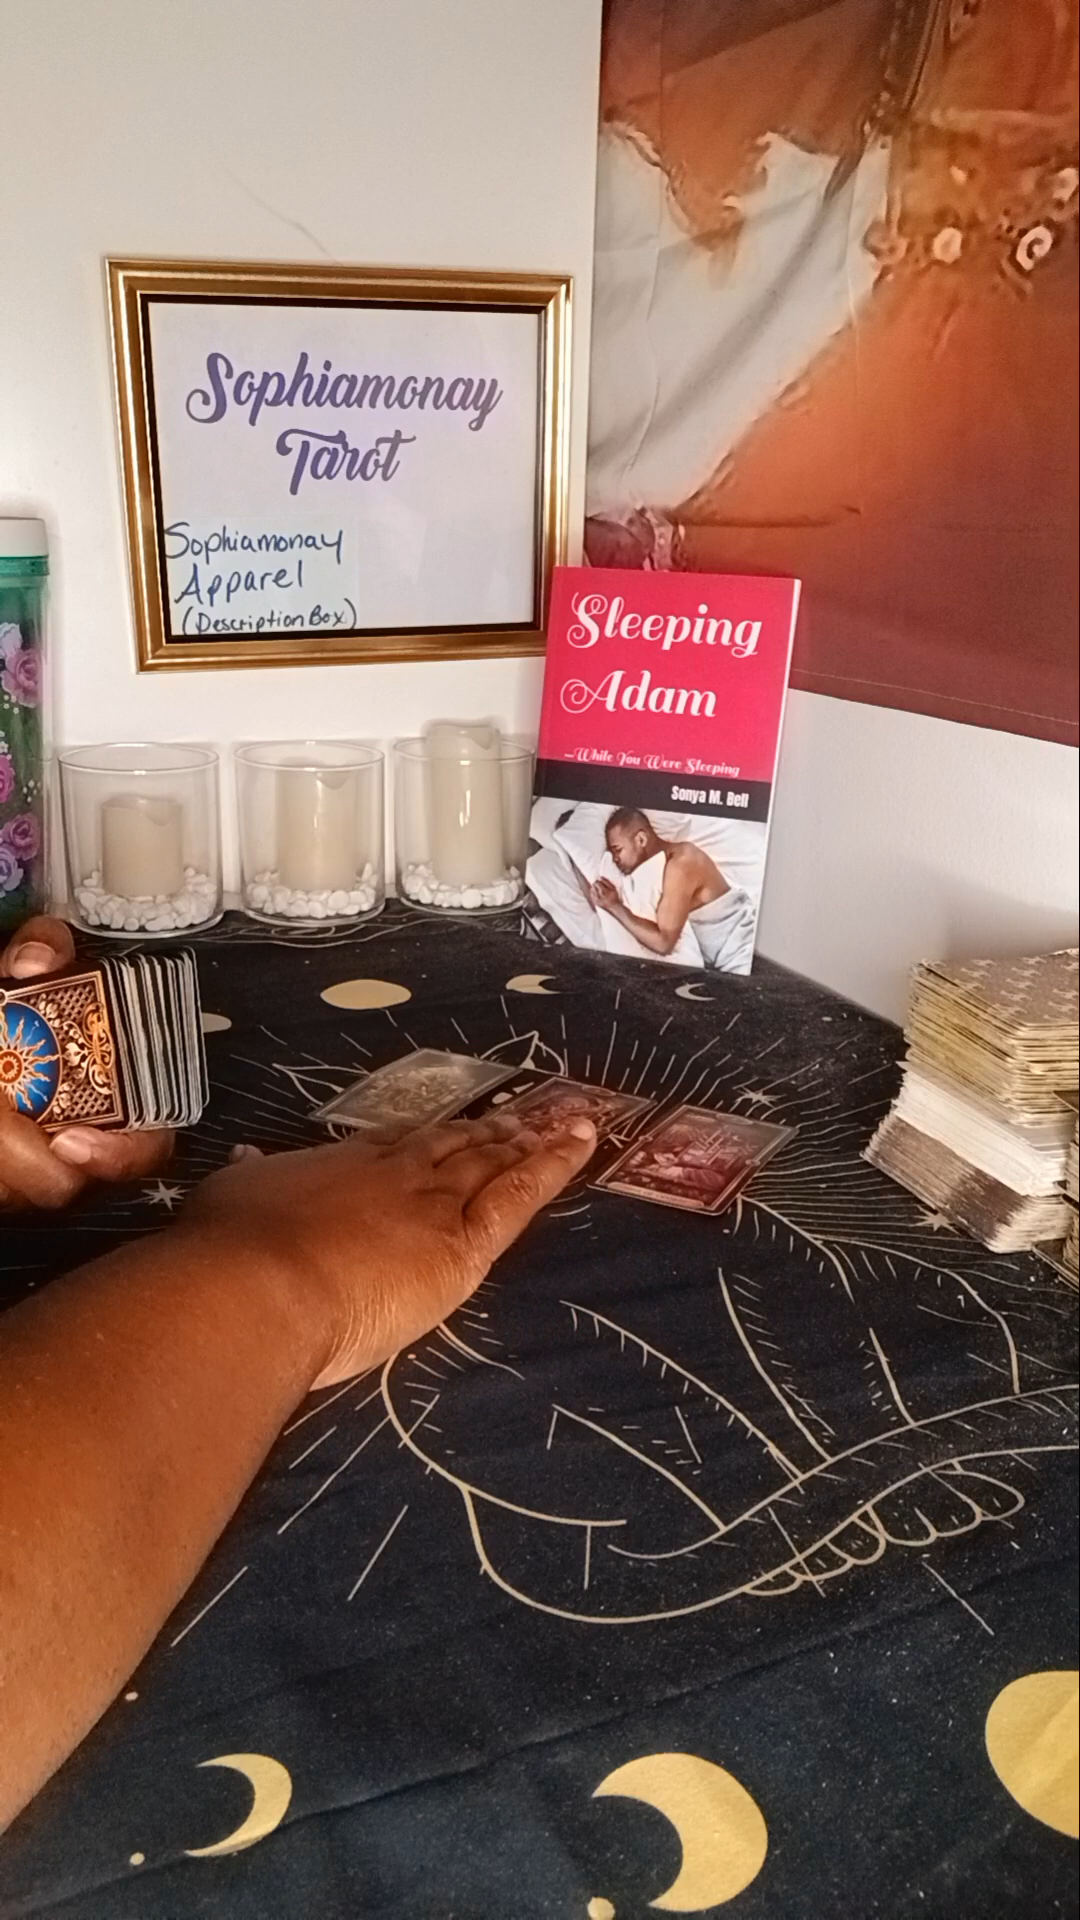 Sophiamonay
Tarot
Sophiamonay
Apparel
(Description Box)
Sleeping
Adam
—While You Were Sleeping
Sonya M. Bell